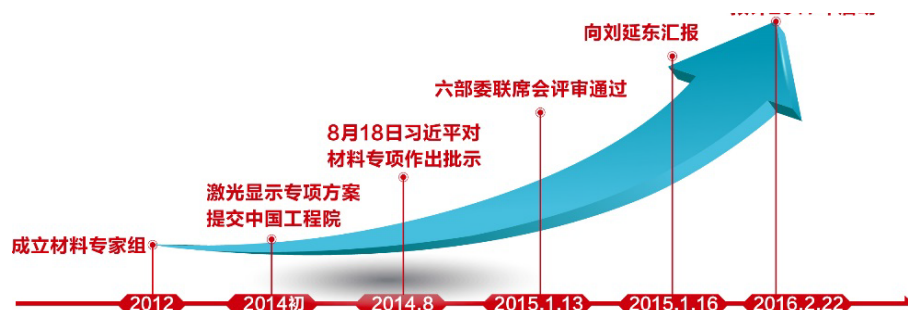 向刘延东汇报
六部委联席会评审通过
8月18日习近平对
材料专项作出批示
激光显示专项方案
提交中国工程院
成立材料专家组
2012
2014初
2014.8
2015.1.13
2015.1.16
2016.2.22